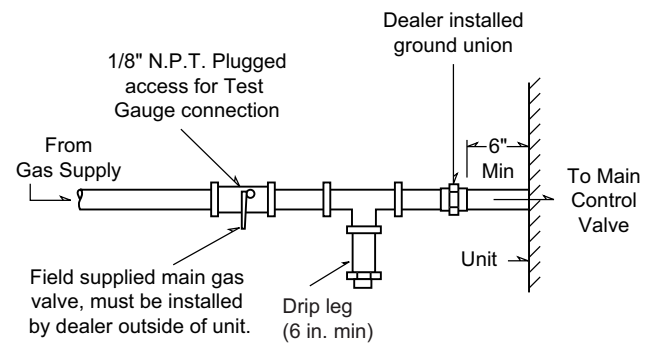 Dealer installed
ground union
1/8" N.P.T. Plugged
access for Test
Gauge connection
From
Gas Supply
6"
Min
To Main
Control
Valve
Unit
Field supplied main gas
valve, must be installed
by dealer outside of unit.
Drip leg
(6 in. min)